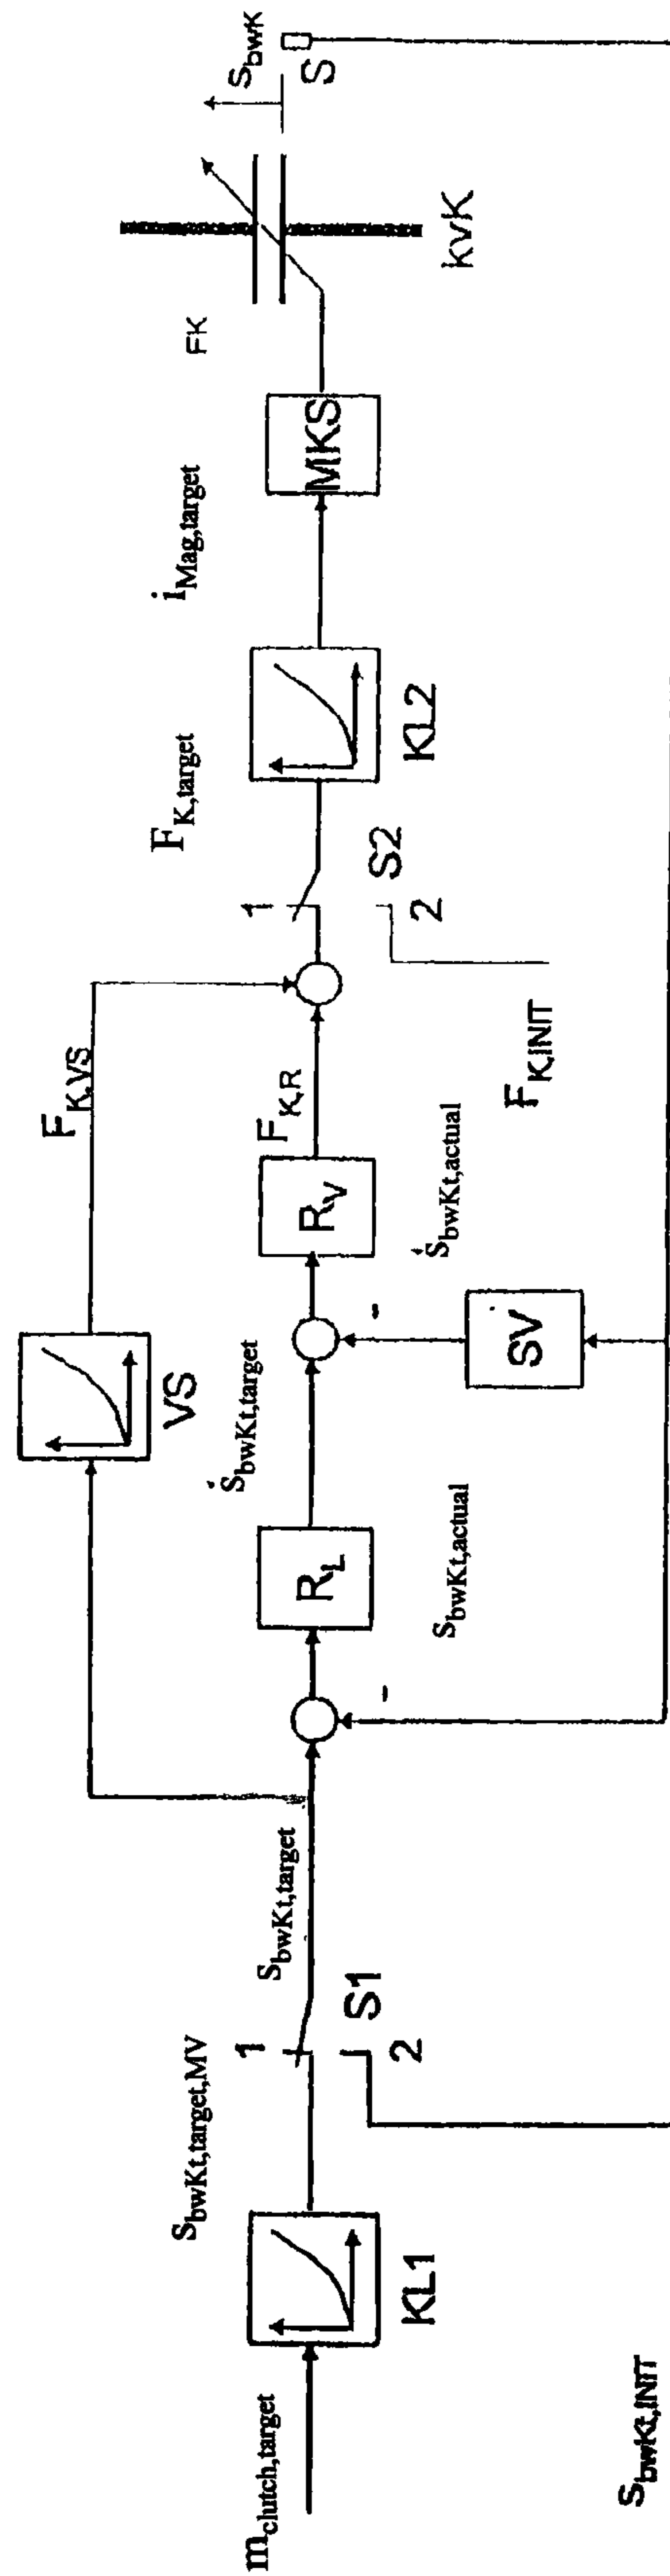 m_clutch,target
KL1
s_bwKt,target,MV
1
S1
2
s_bwKt,INIT
s_bwKt,target
-
R_L
s_bwKt,actual
VS
ṡ_bwKt,target
-
SV
ṡ_bwKt,actual
R_V
F_K,VS
F_K,R
F_K,INIT
1
S2
2
F_K,target
KL2
i_Mag,target
MKS
FK
KVK
s_bwK
S